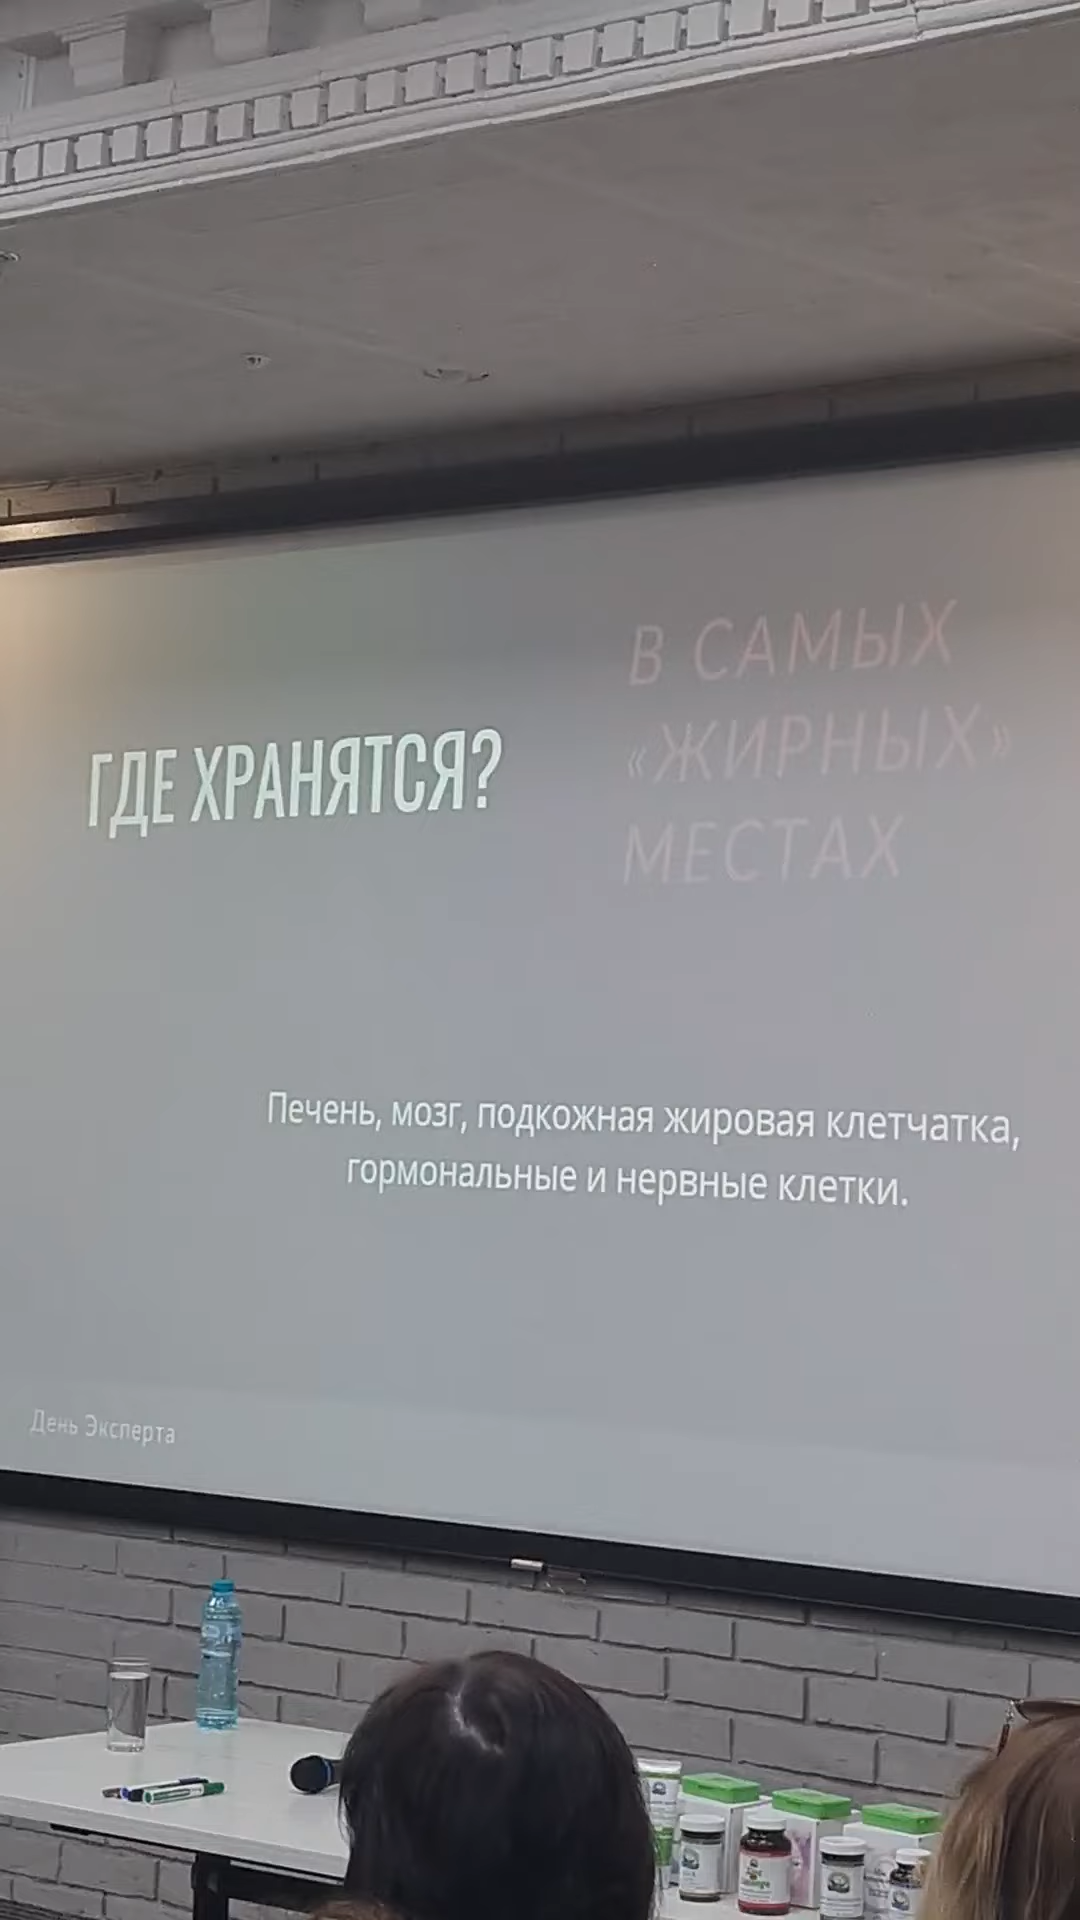 ГДЕ ХРАНЯТСЯ?
В САМЫХ
«ЖИРНЫХ»
МЕСТАХ
Печень, мозг, подкожная жировая клетчатка,
гормональные и нервные клетки.
День Эксперта